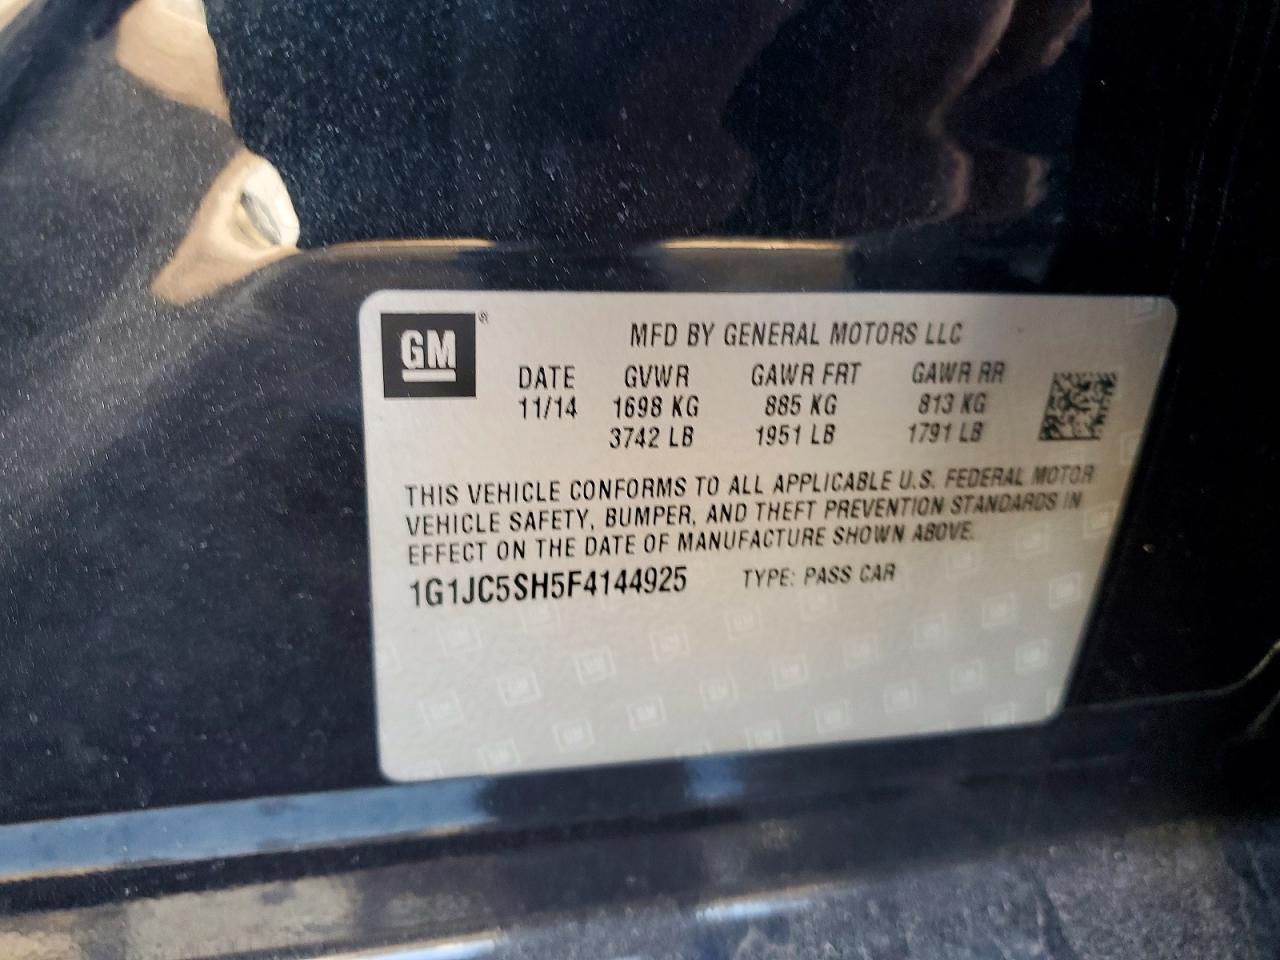 GM ®
MFD BY GENERAL MOTORS LLC
DATE GVWR GAWR FRT GAWR RR
11/14 1698 KG 885 KG 813 KG
3742 LB 1951 LB 1791 LB
THIS VEHICLE CONFORMS TO ALL APPLICABLE U.S. FEDERAL MOTOR
VEHICLE SAFETY, BUMPER, AND THEFT PREVENTION STANDARDS IN
EFFECT ON THE DATE OF MANUFACTURE SHOWN ABOVE.
1G1JC5SH5F4144925 TYPE: PASS CAR